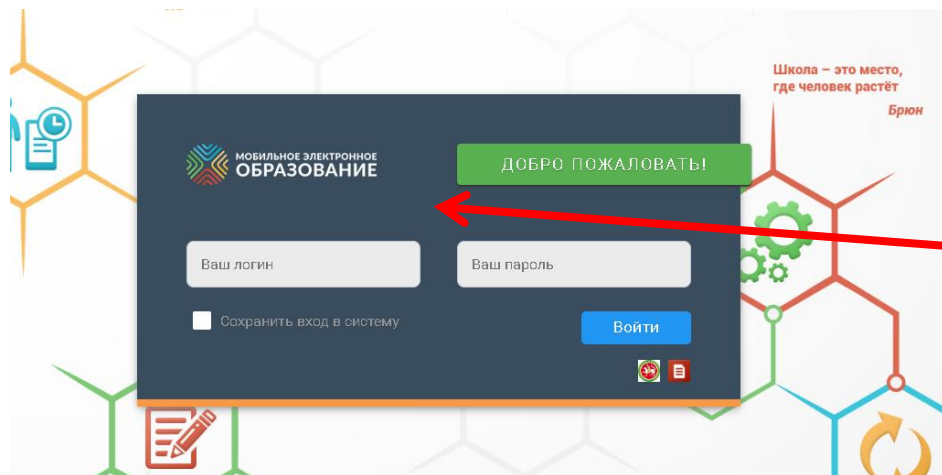 Школа – это место,
где человек растёт
Брюн
МОБИЛЬНОЕ ЭЛЕКТРОННОЕ
ОБРАЗОВАНИЕ
ДОБРО ПОЖАЛОВАТЬ!
Ваш логин
Ваш пароль
Сохранить вход в систему
Войти